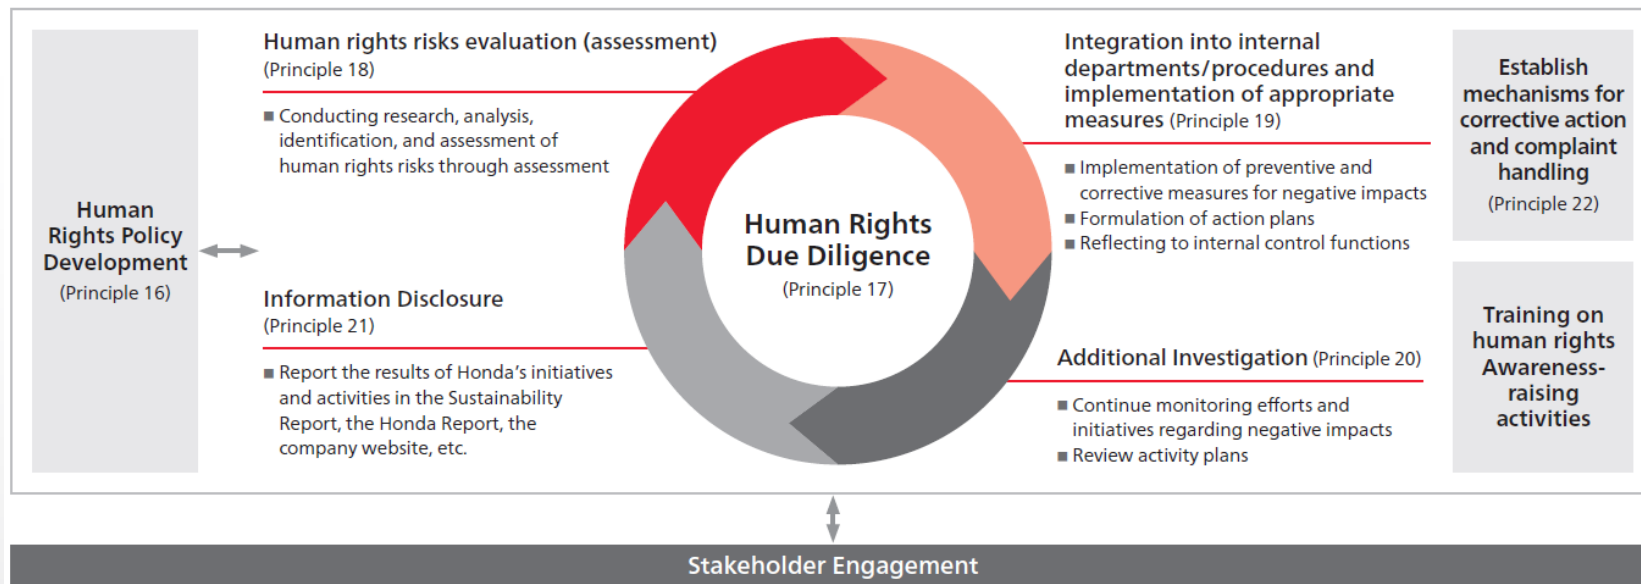 Human
Rights Policy
Development
(Principle 16)
Human rights risks evaluation (assessment)
(Principle 18)
■ Conducting research, analysis,
identification, and assessment of
human rights risks through assessment
Information Disclosure
(Principle 21)
■ Report the results of Honda's initiatives
and activities in the Sustainability
Report, the Honda Report, the
company website, etc.
Human Rights
Due Diligence
(Principle 17)
Integration into internal
departments/procedures and
implementation of appropriate
measures (Principle 19)
■ Implementation of preventive and
corrective measures for negative impacts
■ Formulation of action plans
■ Reflecting to internal control functions
Additional Investigation (Principle 20)
■ Continue monitoring efforts and
initiatives regarding negative impacts
■ Review activity plans
Establish
mechanisms for
corrective action
and complaint
handling
(Principle 22)
Training on
human rights
Awareness-
raising
activities
Stakeholder Engagement